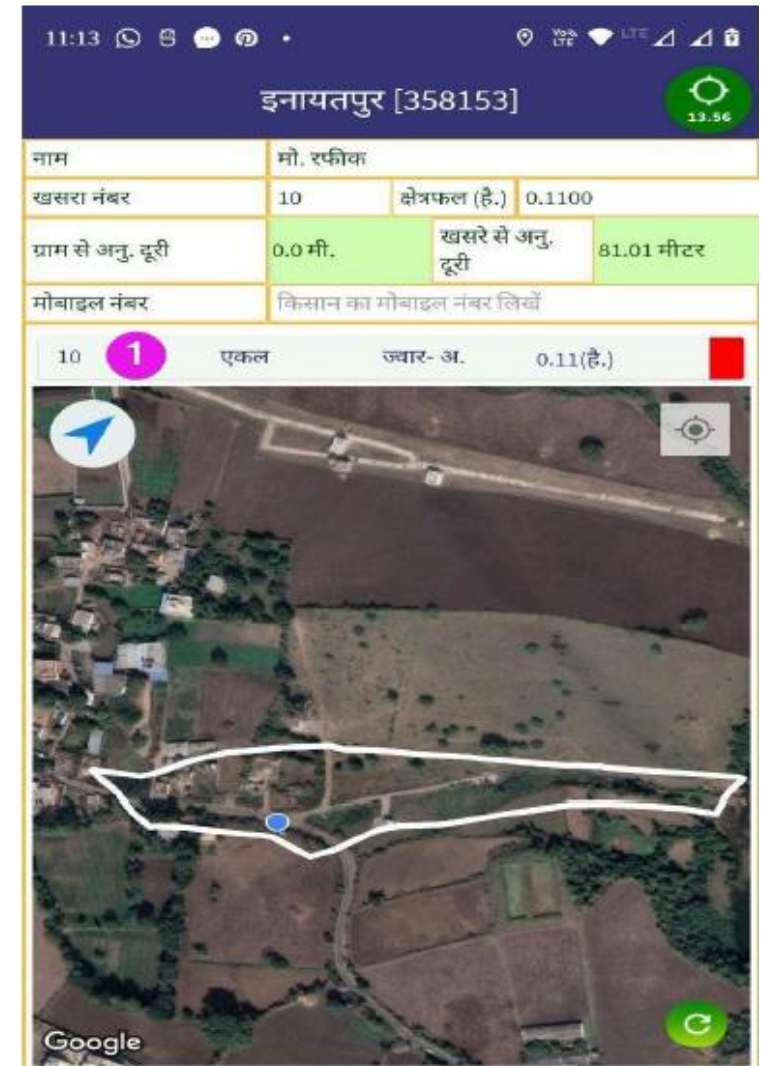 11:13 LTE
इनायतपुर [358153]
13.56
नाम मो. रफीक
खसरा नंबर 10 क्षेत्रफल (है.) 0.1100
ग्राम से अनु. दूरी 0.0 मी. खसरे से अनु. दूरी 81.01 मीटर
मोबाइल नंबर किसान का मोबाइल नंबर लिखें
10 1 एकल ज्वार- अ. 0.11(है.)
Google